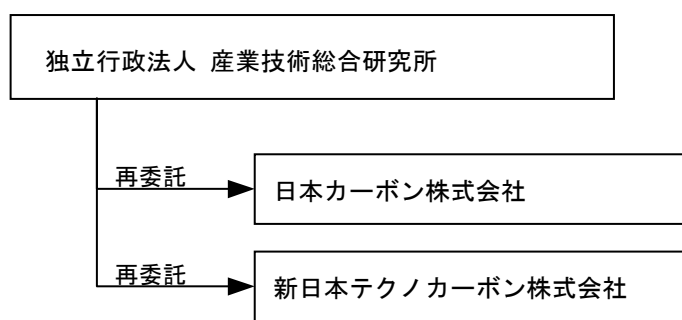 独立行政法人 産業技術総合研究所
再委託
日本カーボン株式会社
再委託
新日本テクノカーボン株式会社